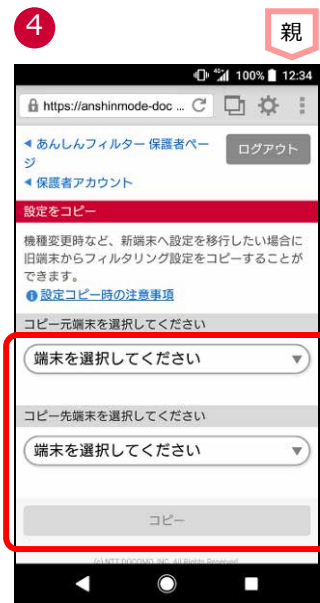 4
親
4G 100% 12:34
https://anshinmode-doc ...
◀ あんしんフィルター 保護者ペー
ジ
ログアウト
◀ 保護者アカウント
設定をコピー
機種変更時など、新端末へ設定を移行したい場合に
旧端末からフィルタリング設定をコピーすることが
できます。
設定コピー時の注意事項
コピー元端末を選択してください
端末を選択してください ▼
コピー先端末を選択してください
端末を選択してください ▼
コピー
(c) NTT DOCOMO, INC. All Rights Reserved.